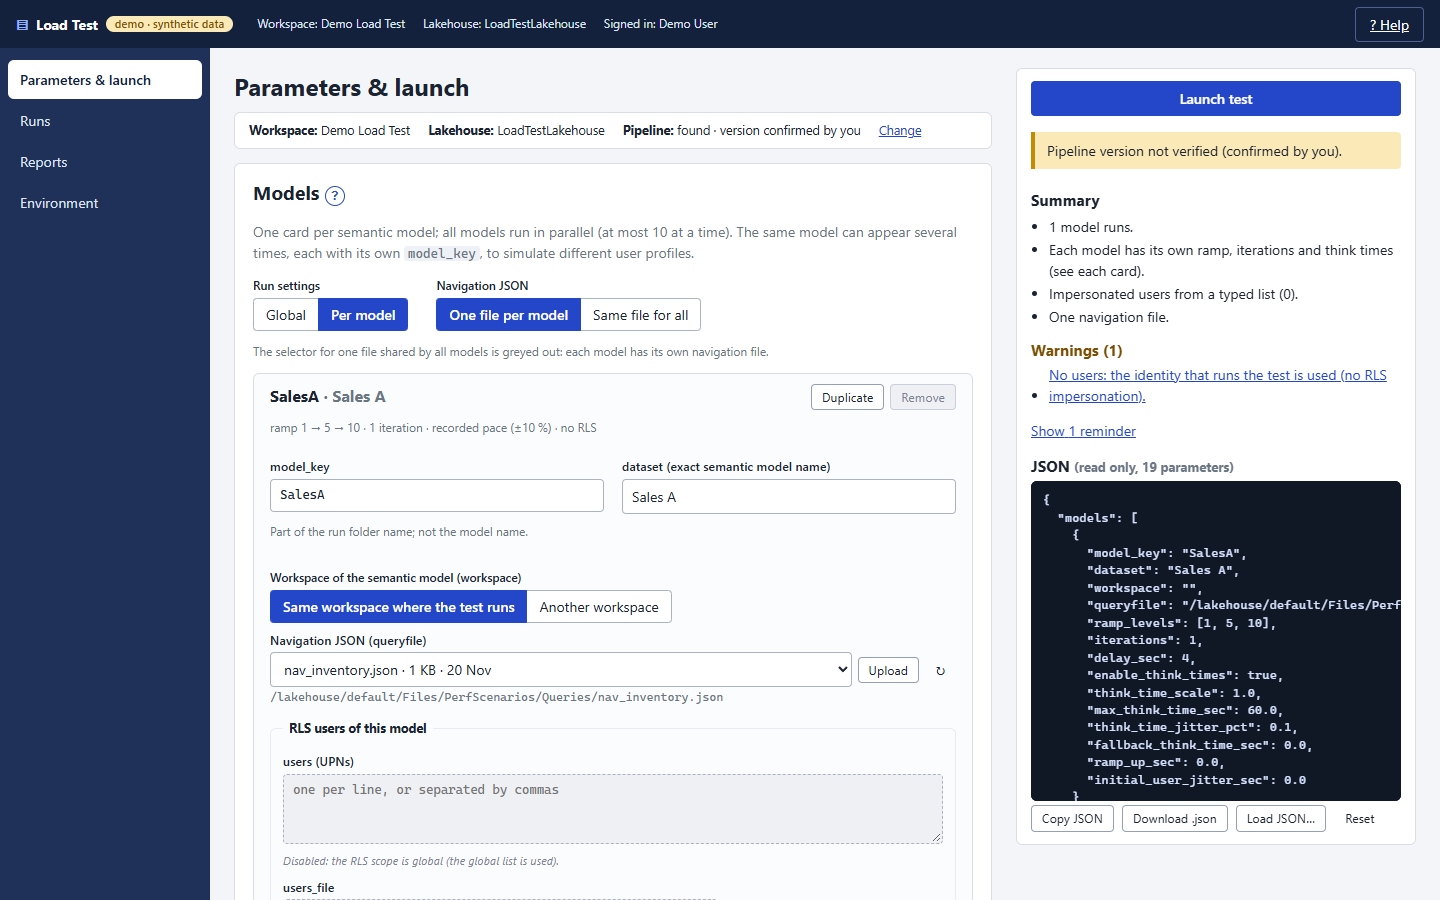 Load Test
demo · synthetic data
Workspace: Demo Load Test
Lakehouse: LoadTestLakehouse
Signed in: Demo User
? Help
Parameters & launch
Runs
Reports
Environment
Parameters & launch
Workspace: Demo Load Test
Lakehouse: LoadTestLakehouse
Pipeline: found · version confirmed by you
Change
Models ?
One card per semantic model; all models run in parallel (at most 10 at a time). The same model can appear several
times, each with its own model_key, to simulate different user profiles.
Run settings
Global
Per model
Navigation JSON
One file per model
Same file for all
The selector for one file shared by all models is greyed out: each model has its own navigation file.
SalesA · Sales A
Duplicate
Remove
ramp 1 → 5 → 10 · 1 iteration · recorded pace (±10 %) · no RLS
model_key
SalesA
Part of the run folder name; not the model name.
dataset (exact semantic model name)
Sales A
Workspace of the semantic model (workspace)
Same workspace where the test runs
Another workspace
Navigation JSON (queryfile)
nav_inventory.json · 1 KB · 20 Nov
Upload
↻
/lakehouse/default/Files/PerfScenarios/Queries/nav_inventory.json
RLS users of this model
users (UPNs)
one per line, or separated by commas
Disabled: the RLS scope is global (the global list is used).
users_file
Launch test
Pipeline version not verified (confirmed by you).
Summary
• 1 model runs.
• Each model has its own ramp, iterations and think times
(see each card).
• Impersonated users from a typed list (0).
• One navigation file.
Warnings (1)
• No users: the identity that runs the test is used (no RLS
impersonation).
Show 1 reminder
JSON (read only, 19 parameters)
{
"models": [
{
"model_key": "SalesA",
"dataset": "Sales A",
"workspace": "",
"queryfile": "/lakehouse/default/Files/Perf
"ramp_levels": [1, 5, 10],
"iterations": 1,
"delay_sec": 4,
"enable_think_times": true,
"think_time_scale": 1.0,
"max_think_time_sec": 60.0,
"think_time_jitter_pct": 0.1,
"fallback_think_time_sec": 0.0,
"ramp_up_sec": 0.0,
"initial_user_jitter_sec": 0.0
}
Copy JSON
Download .json
Load JSON...
Reset